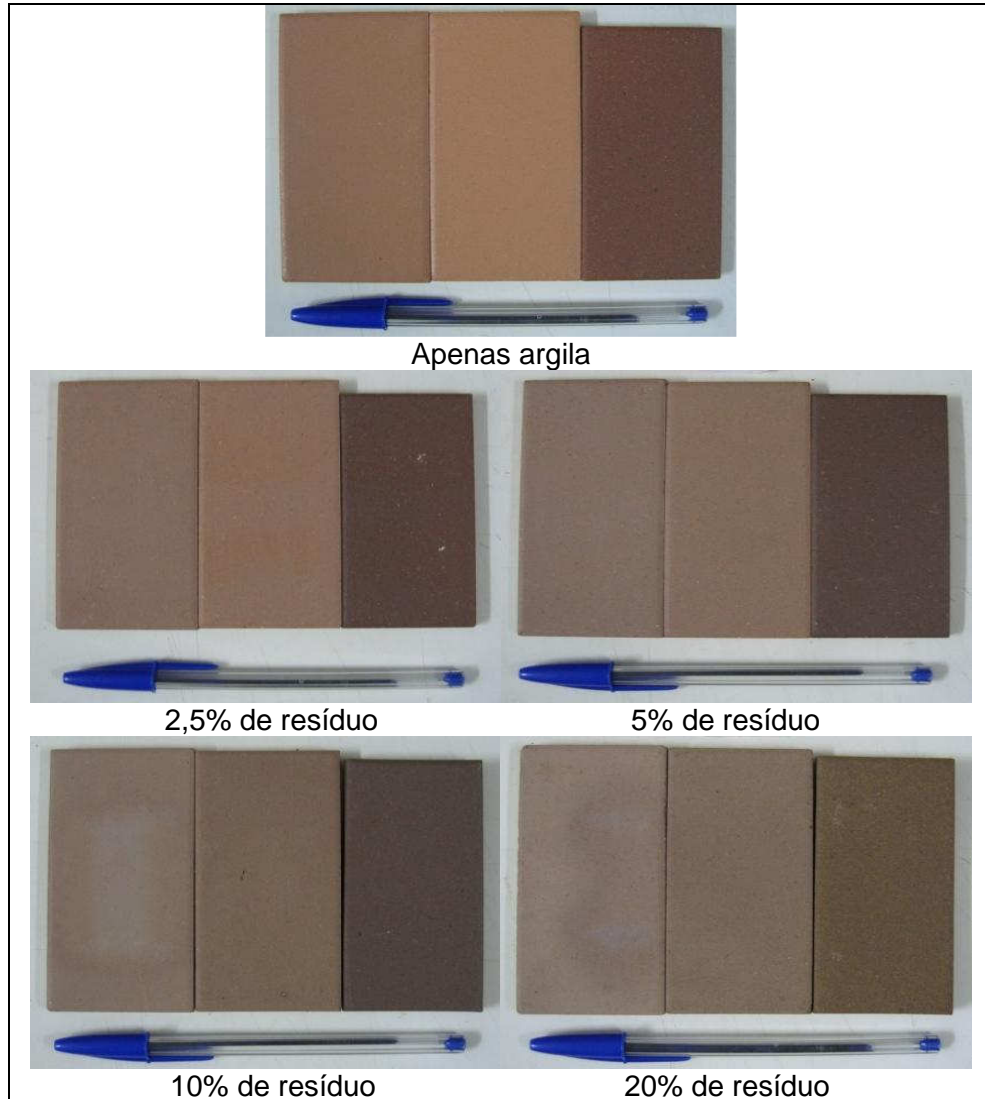 Apenas argila
2,5% de resíduo
5% de resíduo
10% de resíduo
20% de resíduo